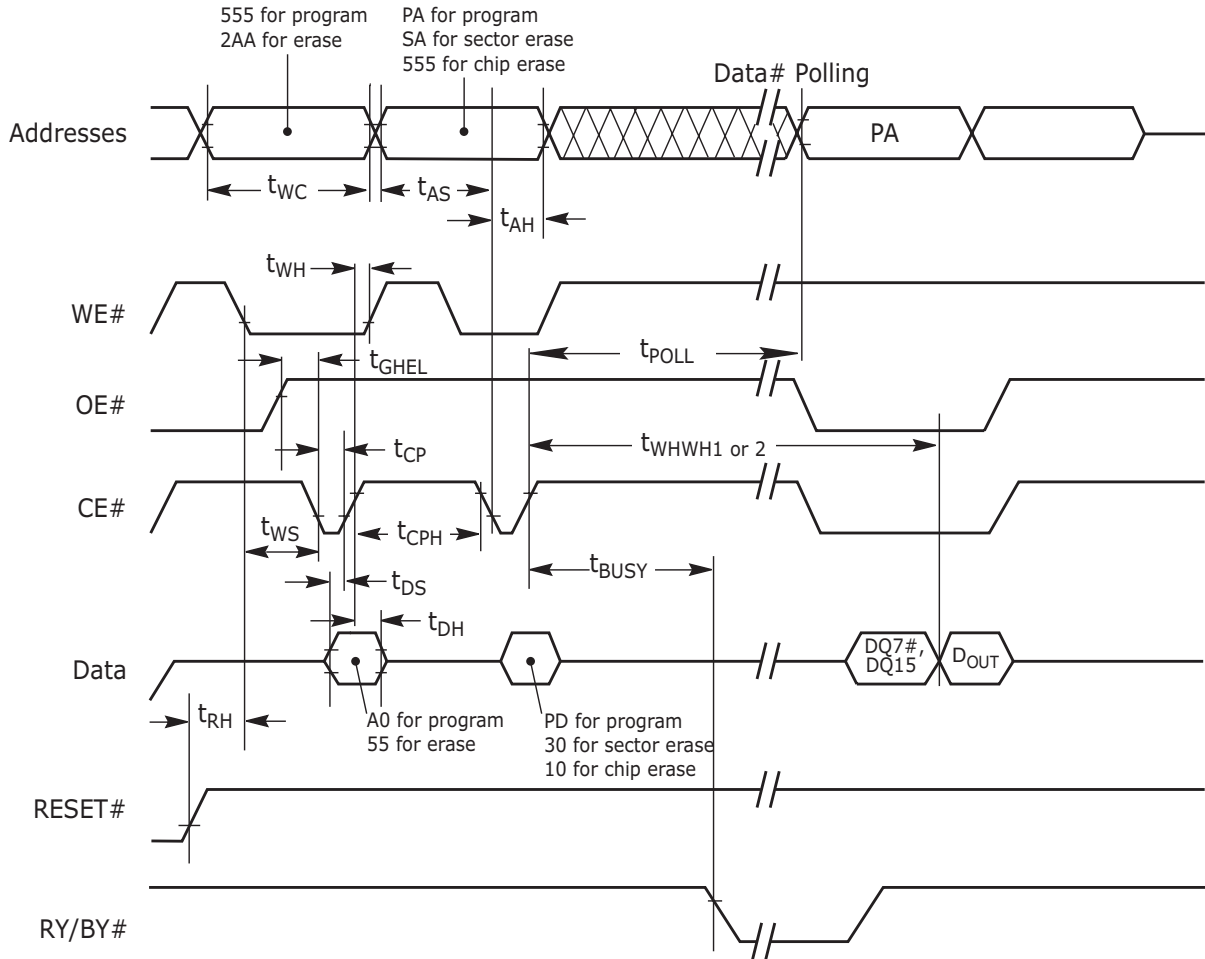 555 for program
2AA for erase
PA for program
SA for sector erase
555 for chip erase
Data# Polling
Addresses
PA
tWC
tAS
tAH
tWH
WE#
tGHEL
tPOLL
OE#
tCP
tWHWH1 or 2
CE#
tWS
tCPH
tBUSY
tDS
tDH
Data
DQ7#,
DQ15
DOUT
tRH
A0 for program
55 for erase
PD for program
30 for sector erase
10 for chip erase
RESET#
RY/BY#